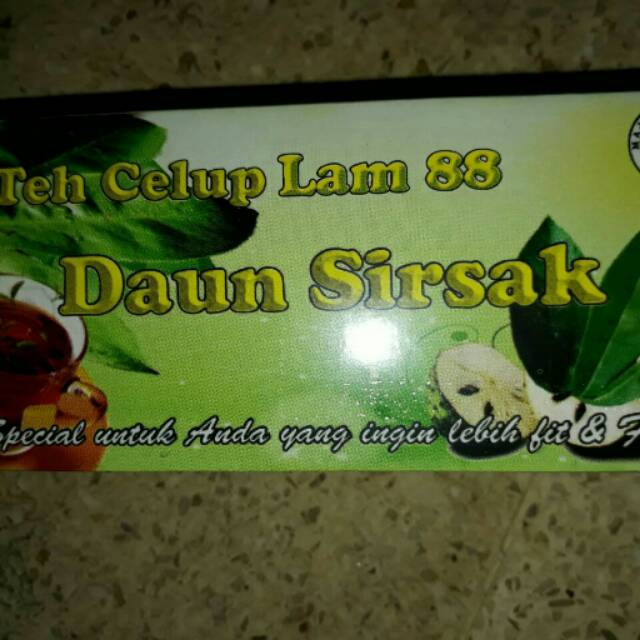 Teh Celup Lam 88
Daun Sirsak
Special untuk Anda yang ingin lebih fit &